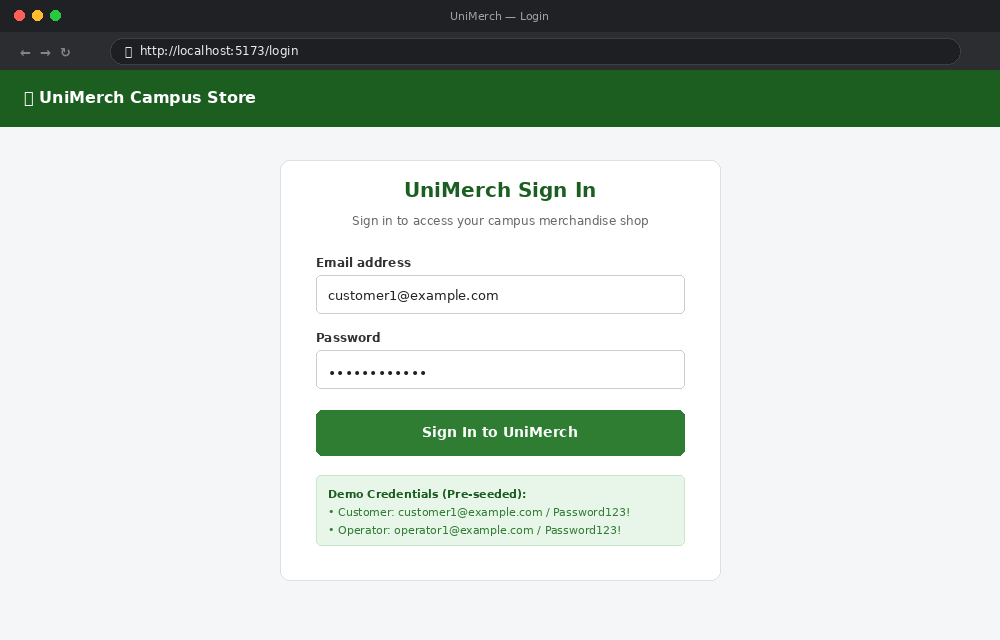 UniMerch — Login
← → ↻ http://localhost:5173/login
UniMerch Campus Store
UniMerch Sign In
Sign in to access your campus merchandise shop
Email address
customer1@example.com
Password
••••••••••••
Sign In to UniMerch
Demo Credentials (Pre-seeded):
• Customer: customer1@example.com / Password123!
• Operator: operator1@example.com / Password123!